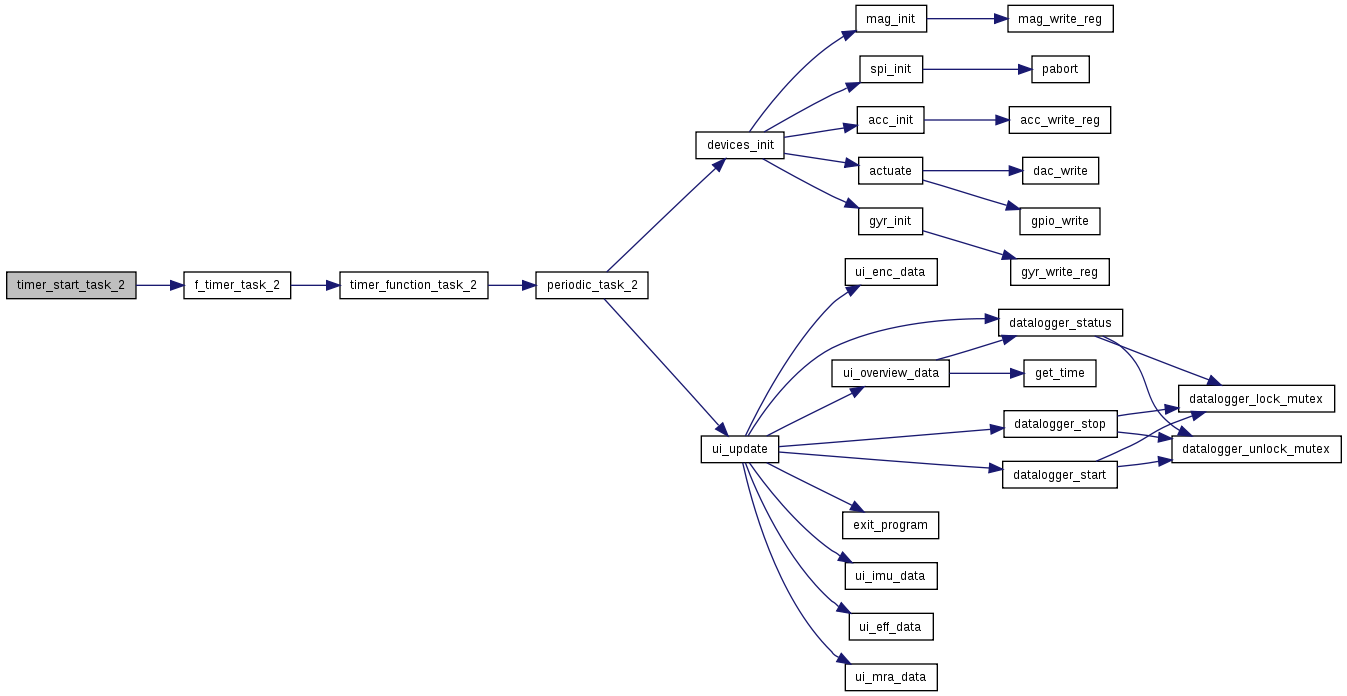 mag_init
mag_write_reg
spi_init
pabort
acc_init
acc_write_reg
devices_init
actuate
dac_write
gyr_init
gpio_write
ui_enc_data
gyr_write_reg
timer_start_task_2
f_timer_task_2
timer_function_task_2
periodic_task_2
datalogger_status
ui_overview_data
get_time
datalogger_lock_mutex
datalogger_stop
ui_update
datalogger_unlock_mutex
datalogger_start
exit_program
ui_imu_data
ui_eff_data
ui_mra_data